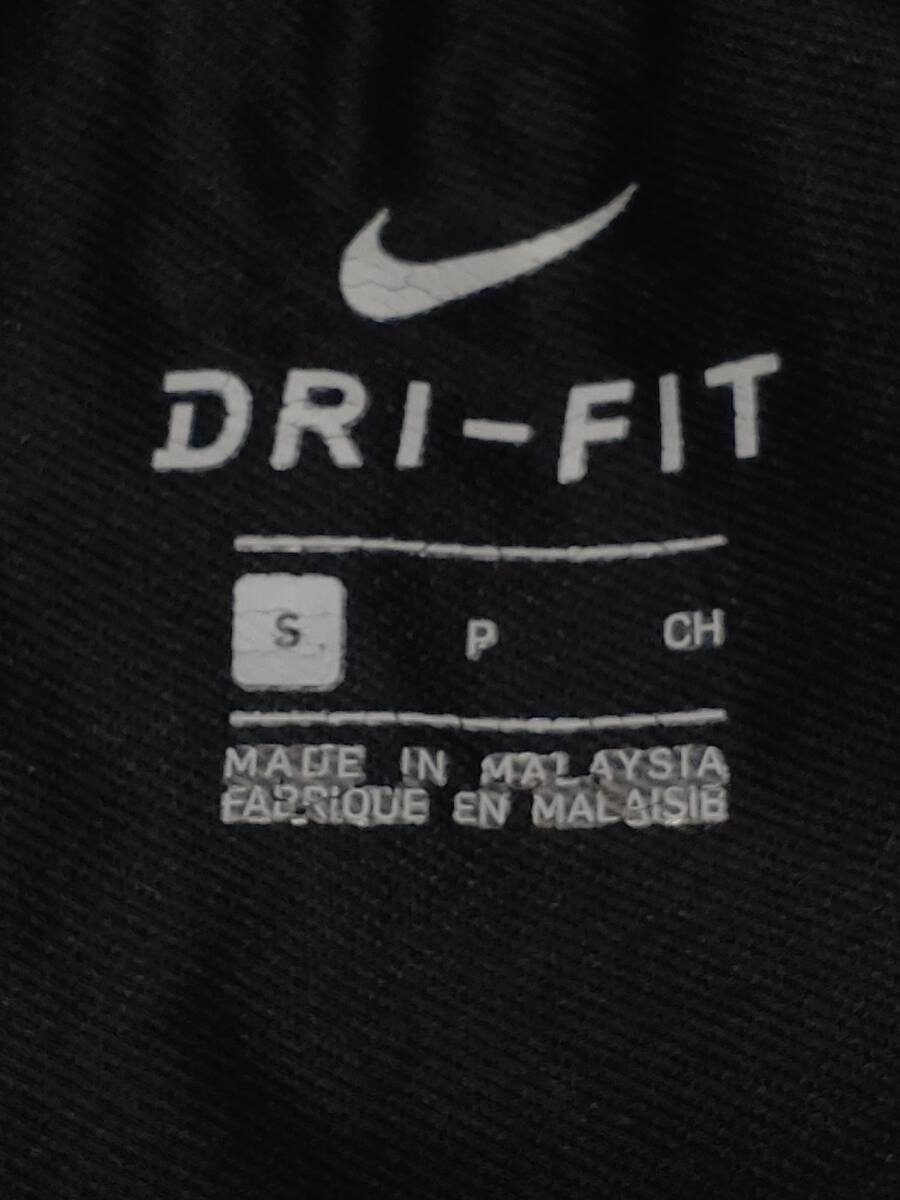 DRI-FIT
S P CH
MADE IN MALAYSIA
FABRIQUE EN MALAISIE